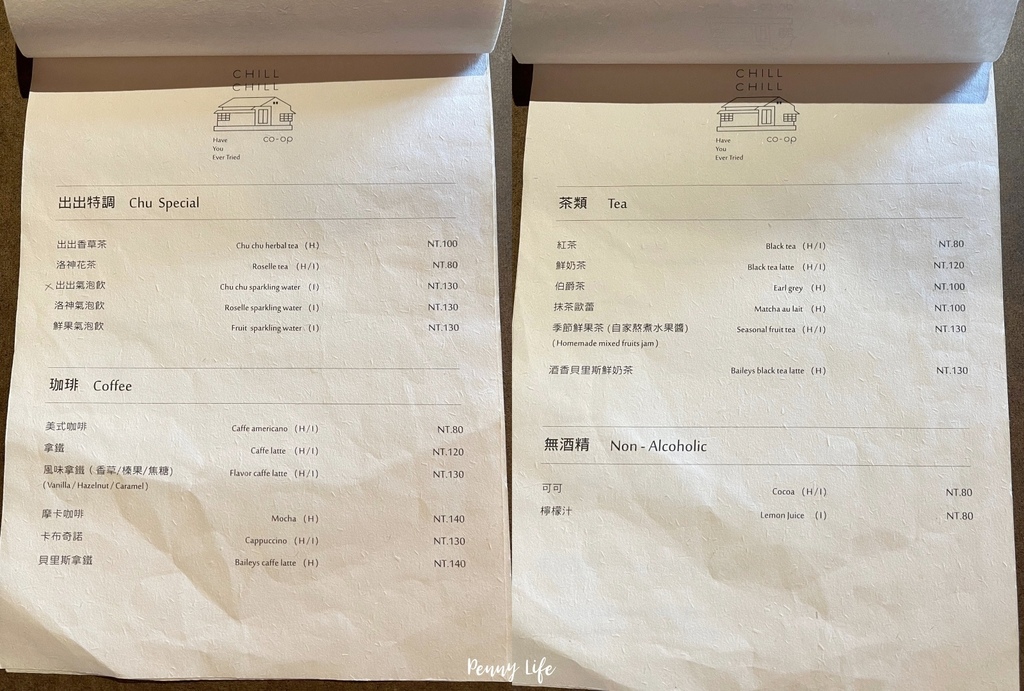 CHILL
CHILL
Have
You
Ever Tried
co-op
出出特調 Chu Special
出出香草茶 Chu chu herbal tea (H) NT.100
洛神花茶 Roselle tea (H/I) NT.80
×出出氣泡飲 Chu chu sparkling water (I) NT.130
洛神氣泡飲 Roselle sparkling water (I) NT.130
鮮果氣泡飲 Fruit sparkling water (I) NT.130
珈琲 Coffee
美式咖啡 Caffe americano (H/I) NT.80
拿鐵 Caffe latte (H/I) NT.120
風味拿鐵(香草/榛果/焦糖) Flavor caffe latte (H/I) NT.130
(Vanilla / Hazelnut / Caramel)
摩卡咖啡 Mocha (H) NT.140
卡布奇諾 Cappuccino (H/I) NT.130
貝里斯拿鐵 Baileys caffe latte (H) NT.140
CHILL
CHILL
Have
You
Ever Tried
co-op
茶類 Tea
紅茶 Black tea (H/I) NT.80
鮮奶茶 Black tea latte (H/I) NT.120
伯爵茶 Earl grey (H) NT.100
抹茶歐蕾 Matcha au lait (H) NT.100
季節鮮果茶(自家熬煮水果醬) Seasonal fruit tea (H/I) NT.130
(Homemade mixed fruits jam)
酒香貝里斯鮮奶茶 Baileys black tea latte (H) NT.130
無酒精 Non - Alcoholic
可可 Cocoa (H/I) NT.80
檸檬汁 Lemon Juice (I) NT.80
Penny Life